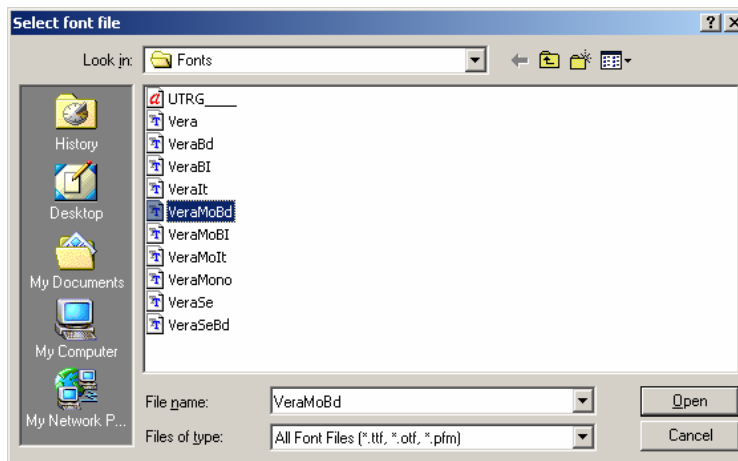 Select font file
Look in: Fonts
History
Desktop
My Documents
My Computer
My Network P...
UTRG____
Vera
VeraBd
VeraBI
VeraIt
VeraMoBd
VeraMoBI
VeraMoIt
VeraMono
VeraSe
VeraSeBd
File name: VeraMoBd Open
Files of type: All Font Files (*.ttf, *.otf, *.pfm) Cancel